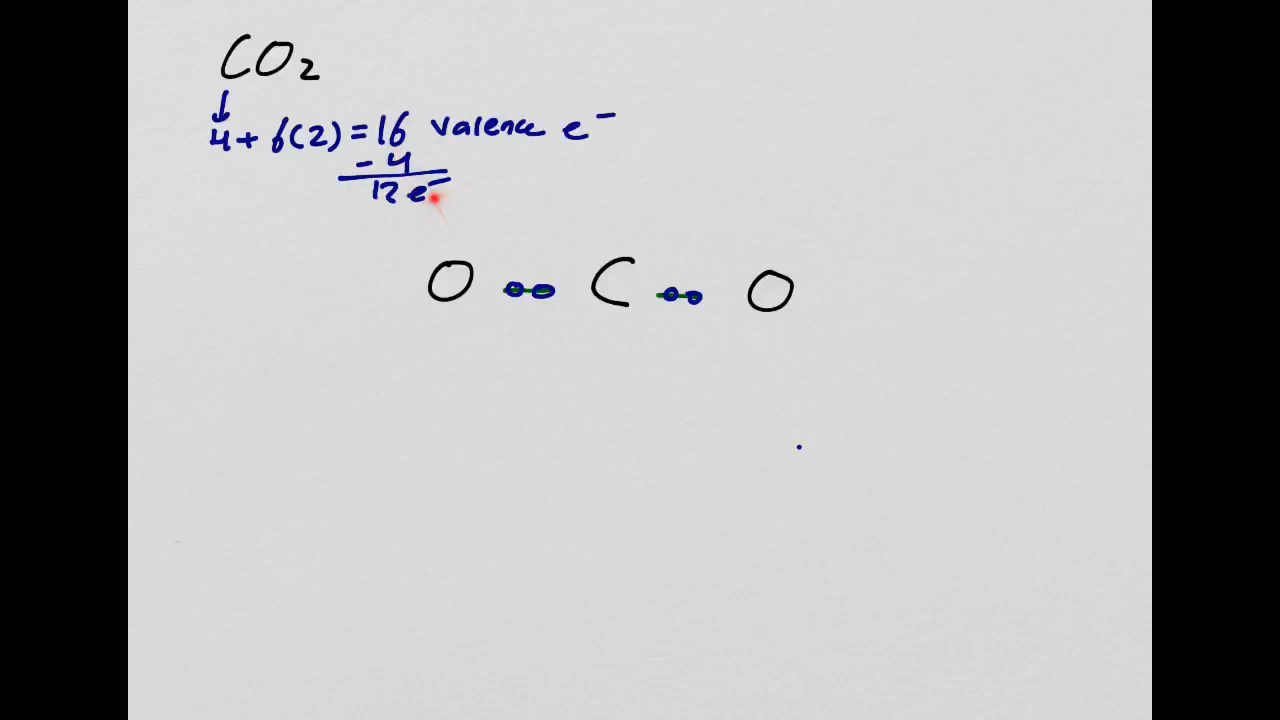 CO₂
↓
4 + 6(2) = 16 valence e⁻
- 4
12 e⁻
O C O